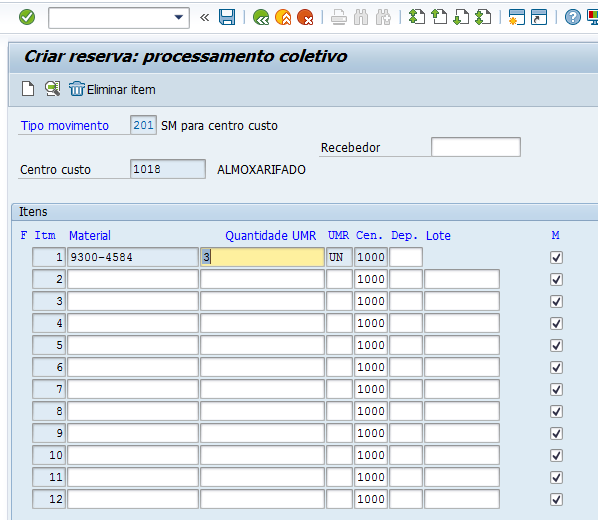 Criar reserva: processamento coletivo
Eliminar item
Tipo movimento 201 SM para centro custo
Recebedor
Centro custo 1018 ALMOXARIFADO
Itens
F Itm Material Quantidade UMR UMR Cen. Dep. Lote M
1 9300-4584 3 UN 1000
2 1000
3 1000
4 1000
5 1000
6 1000
7 1000
8 1000
9 1000
10 1000
11 1000
12 1000